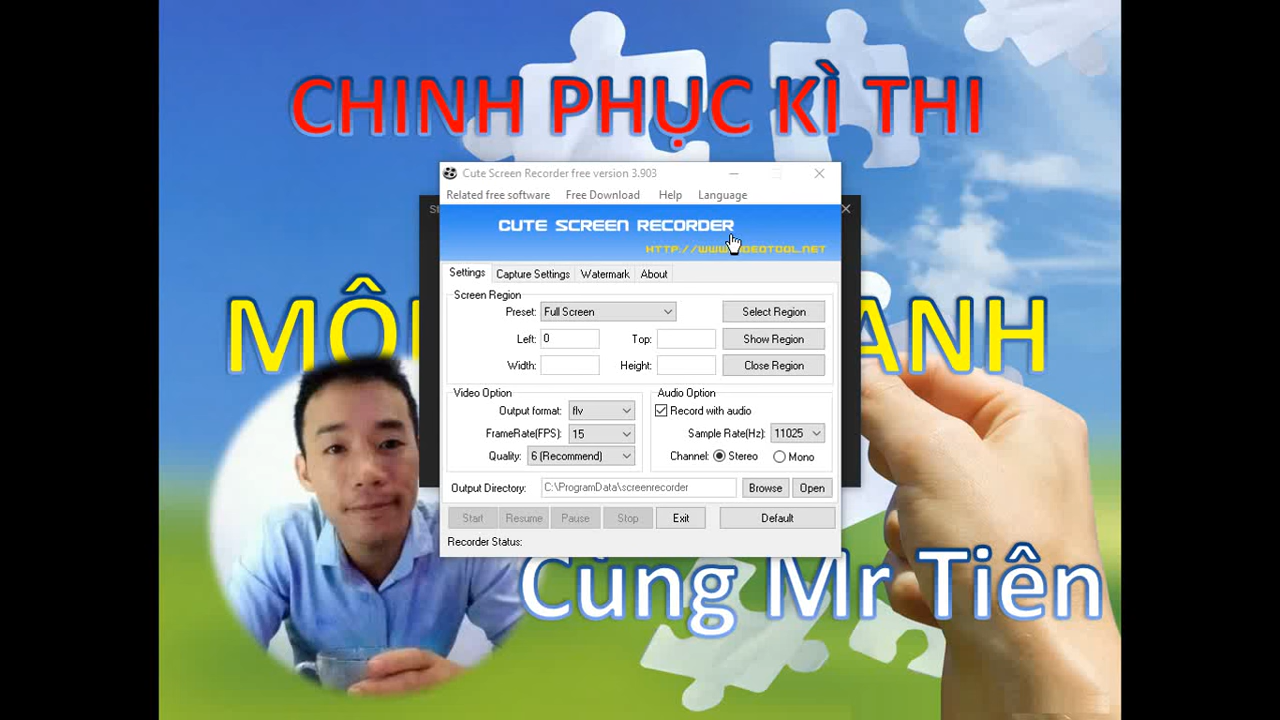 CHINH PHỤC KÌ THI
Cute Screen Recorder free version 3.903
Related free software Free Download Help Language
CUTE SCREEN RECORDER
Settings Capture Settings Watermark About
Screen Region
Preset: Full Screen Select Region
Left: 0 Top: Show Region
Width: Height: Close Region
MÔ ANH
Video Option Audio Option
Output format: flv Record with audio
FrameRate(FPS): 15 Sample Rate(Hz): 11025
Quality: 6 (Recommend) Channel: Stereo Mono
Output Directory: C:\ProgramData\screenrecorder Browse Open
Start Resume Pause Stop Exit Default
Recorder Status:
Cùng Mr Tiên